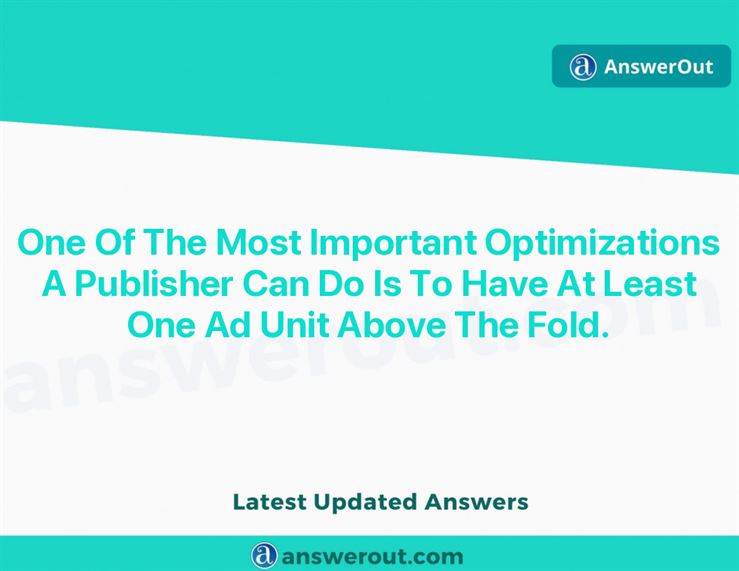 AnswerOut
One Of The Most Important Optimizations
A Publisher Can Do Is To Have At Least
One Ad Unit Above The Fold.
answerout.com
Latest Updated Answers
answerout.com